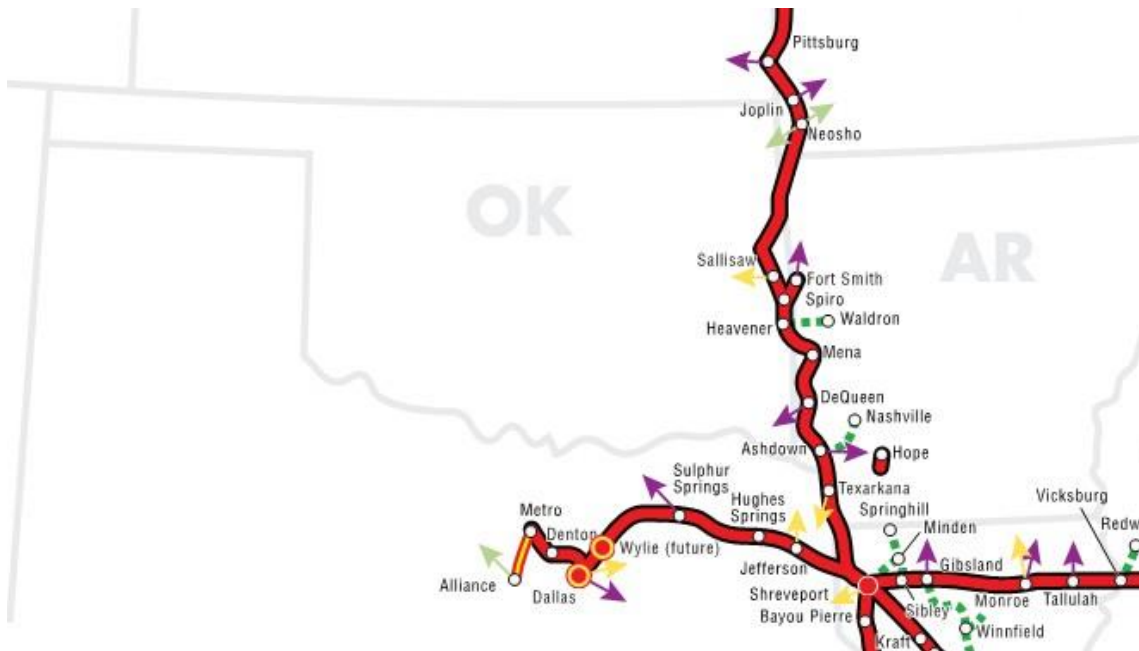 Pittsburg
Joplin
Neosho
OK
AR
Sallisaw
Fort Smith
Spiro
Heavener
Waldron
Mena
DeQueen
Nashville
Ashdown
Hope
Sulphur
Springs
Texarkana
Hughes
Springs
Springhill
Vicksburg
Redw
Metro
Minden
Denton
Wylie (future)
Jefferson
Gibsland
Alliance
Dallas
Shreveport
Sibley
Monroe
Tallulah
Bayou Pierre
Winnfield
Kraft